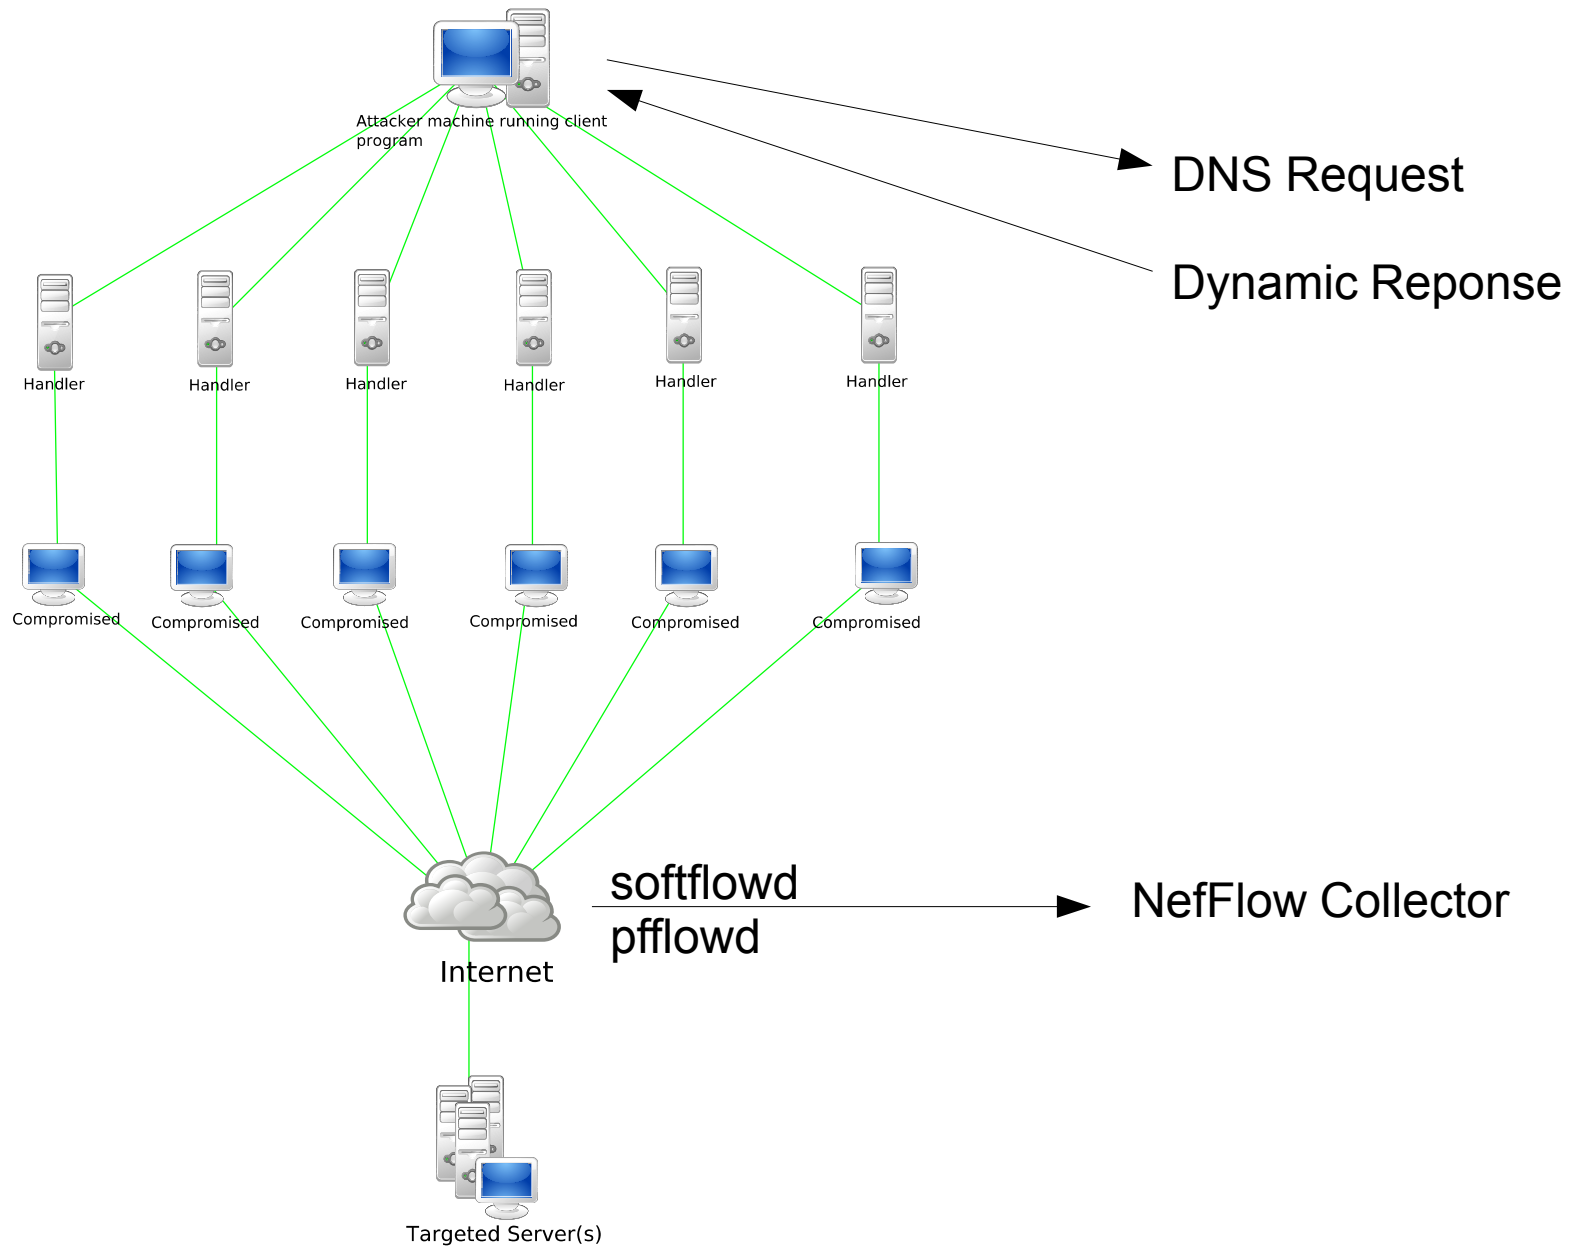 Attacker machine running client
program
DNS Request
Dynamic Reponse
Handler
Handler
Handler
Handler
Handler
Handler
Compromised
Compromised
Compromised
Compromised
Compromised
Compromised
softflowd
pfflowd
NefFlow Collector
Internet
Targeted Server(s)